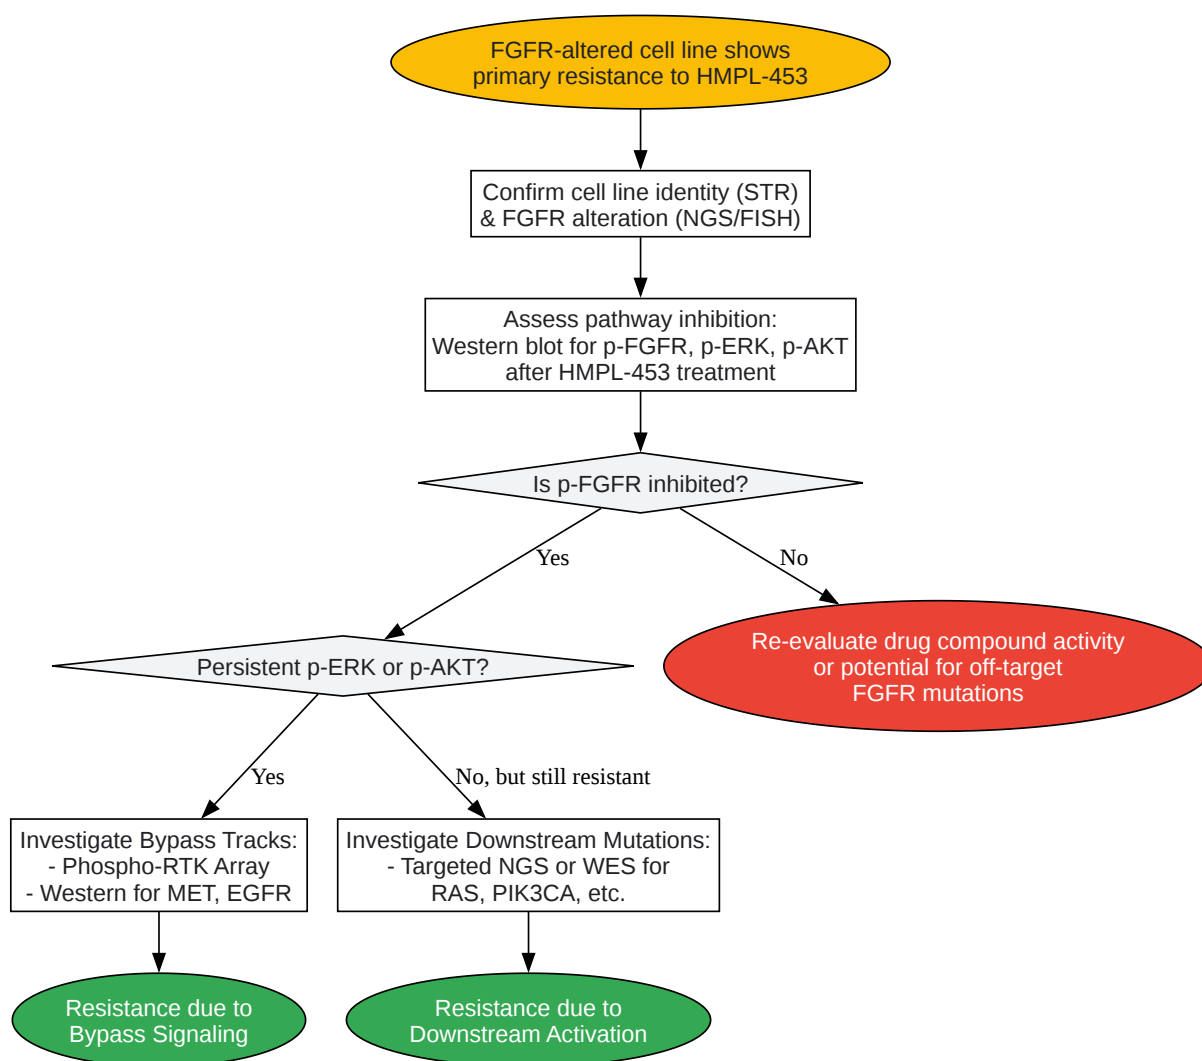 FGFR-altered cell line shows
primary resistance to HMPL-453
Confirm cell line identity (STR)
& FGFR alteration (NGS/FISH)
Assess pathway inhibition:
Western blot for p-FGFR, p-ERK, p-AKT
after HMPL-453 treatment
Is p-FGFR inhibited?
Yes
No
Persistent p-ERK or p-AKT?
Re-evaluate drug compound activity
or potential for off-target
FGFR mutations
Yes
No, but still resistant
Investigate Bypass Tracks:
- Phospho-RTK Array
- Western for MET, EGFR
Investigate Downstream Mutations:
- Targeted NGS or WES for
RAS, PIK3CA, etc.
Resistance due to
Bypass Signaling
Resistance due to
Downstream Activation